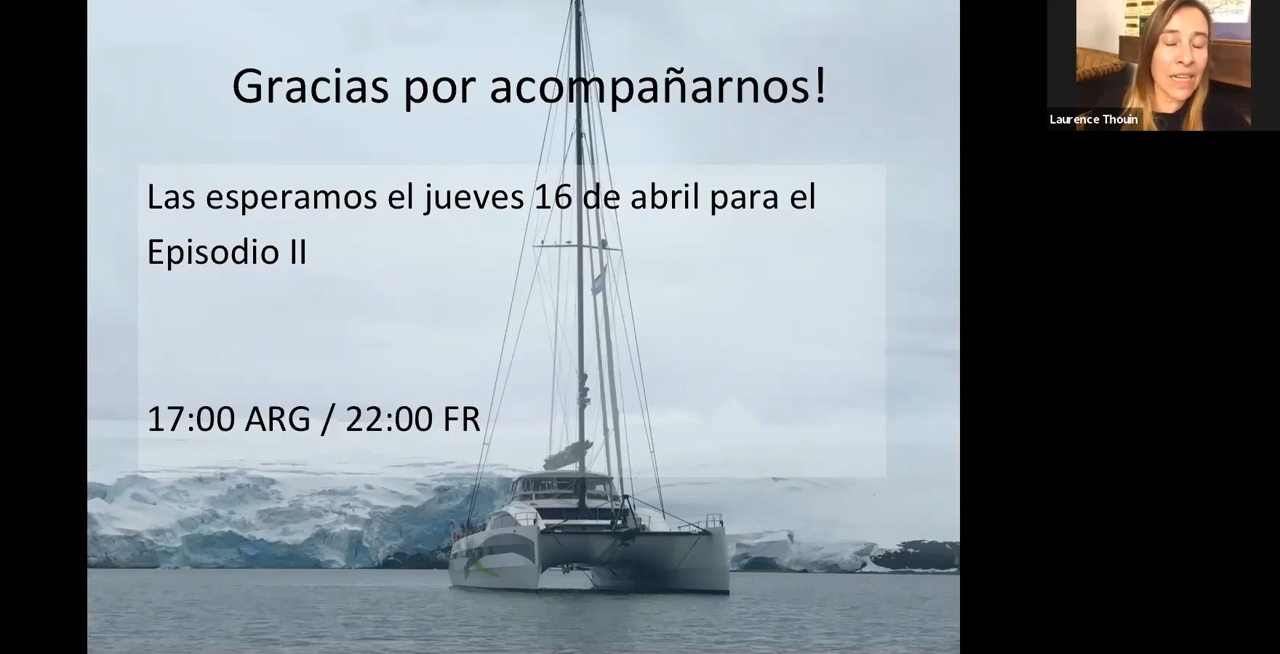 Gracias por acompañarnos!
Las esperamos el jueves 16 de abril para el
Episodio II
17:00 ARG / 22:00 FR
Laurence Thouin